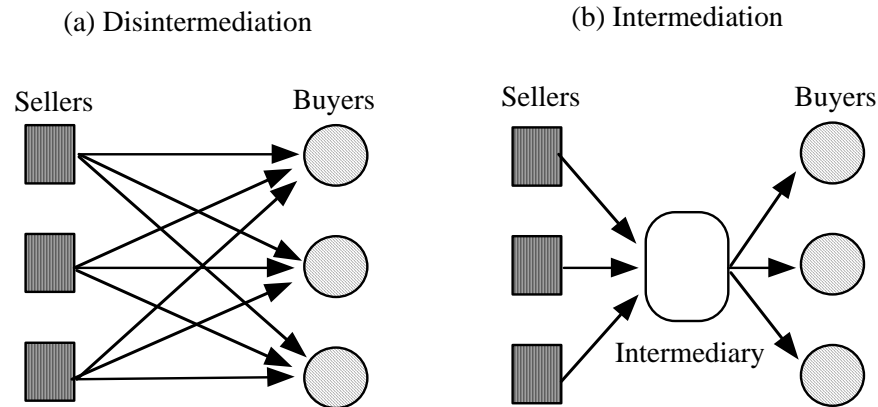 (a) Disintermediation
(b) Intermediation
Sellers
Buyers
Sellers
Buyers
Intermediary